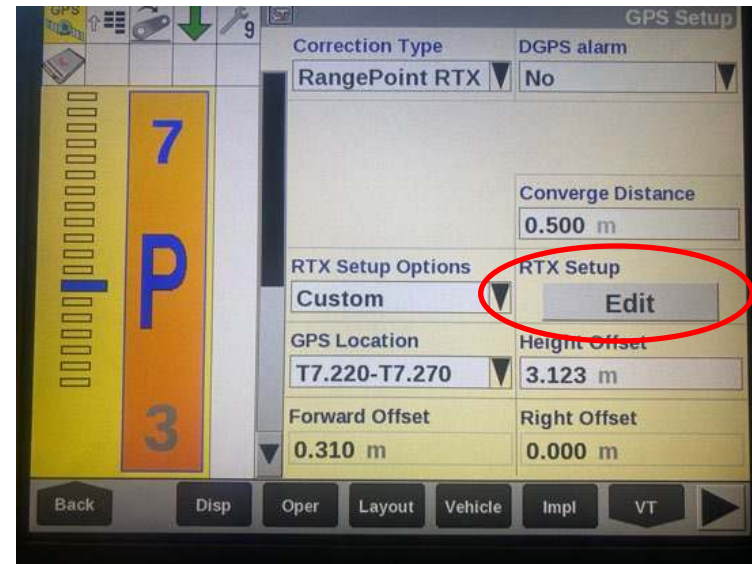 GPS
9
GPS Setup
Correction Type
DGPS alarm
RangePoint RTX
No
7
Converge Distance
0.500 m
P
RTX Setup Options
RTX Setup
Custom
Edit
GPS Location
Height Offset
T7.220-T7.270
3.123 m
3
Forward Offset
Right Offset
0.310 m
0.000 m
Back
Disp
Oper
Layout
Vehicle
Impl
VT